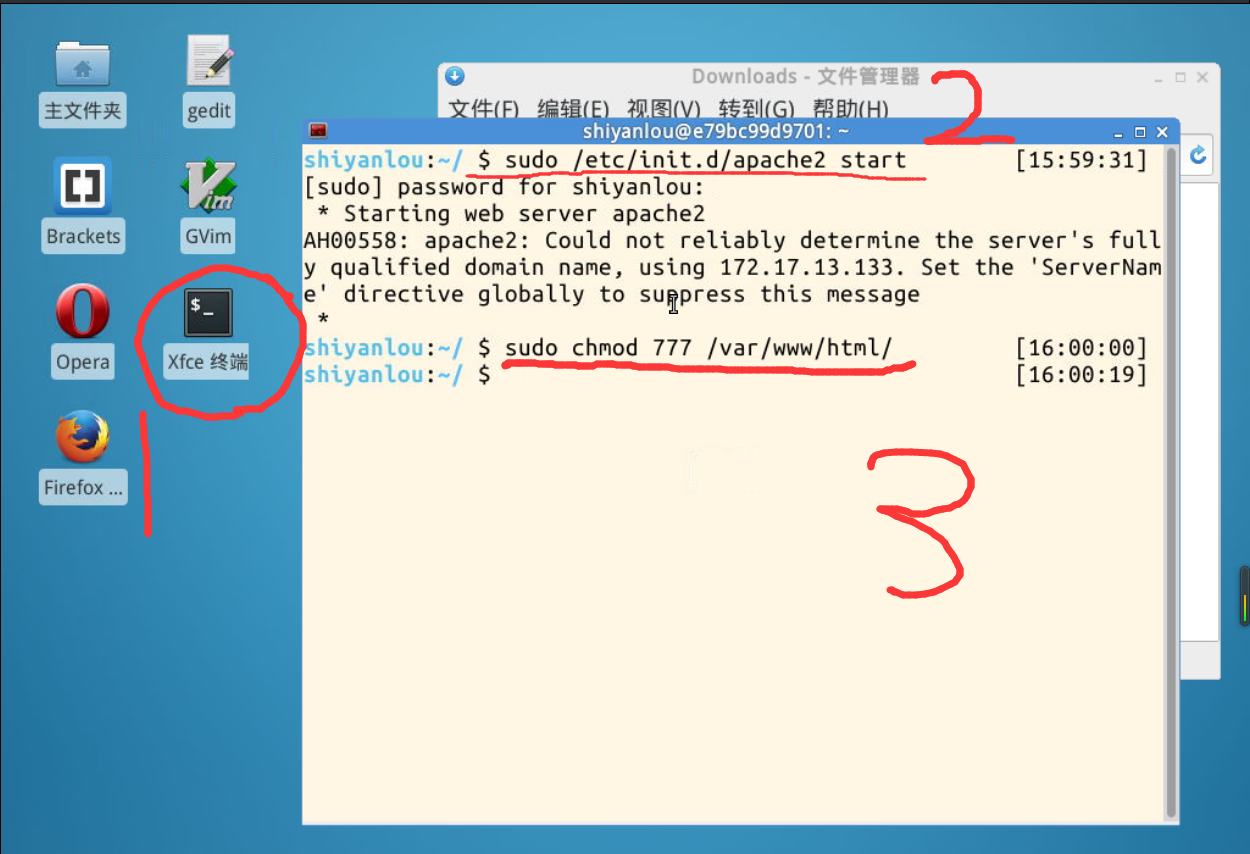 主文件夹
gedit
Brackets
GVim
Opera
$_
Xfce 终端
Firefox ...
Downloads - 文件管理器
文件(F) 编辑(E) 视图(V) 转到(G) 帮助(H)
shiyanlou@e79bc99d9701: ~
shiyanlou:~/ $ sudo /etc/init.d/apache2 start [15:59:31]
[sudo] password for shiyanlou:
* Starting web server apache2
AH00558: apache2: Could not reliably determine the server's full
y qualified domain name, using 172.17.13.133. Set the 'ServerNam
e' directive globally to suppress this message
*
shiyanlou:~/ $ sudo chmod 777 /var/www/html/ [16:00:00]
shiyanlou:~/ $ [16:00:19]
1
2
3
Vim